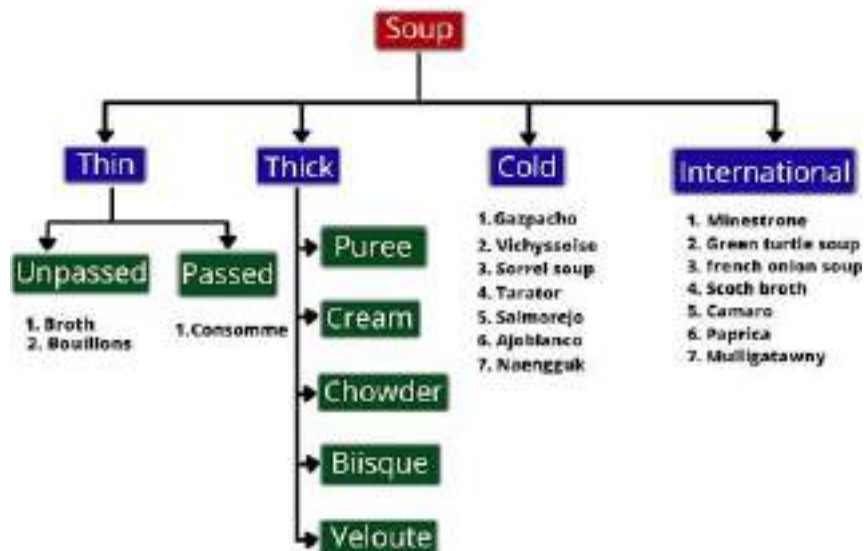 Soup
Thin
Thick
Cold
International
Unpassed
Passed
1. Broth
2. Bouillons
1. Consomme
Puree
Cream
Chowder
Biisque
Veloute
1. Gazpacho
2. Vichyssoise
3. Sorrel soup
4. Tarator
5. Salmorejo
6. Ajoblanco
7. Naengguk
1. Minestrone
2. Green turtle soup
3. french onion soup
4. Scoth broth
5. Camaro
6. Paprica
7. Mulligatawny